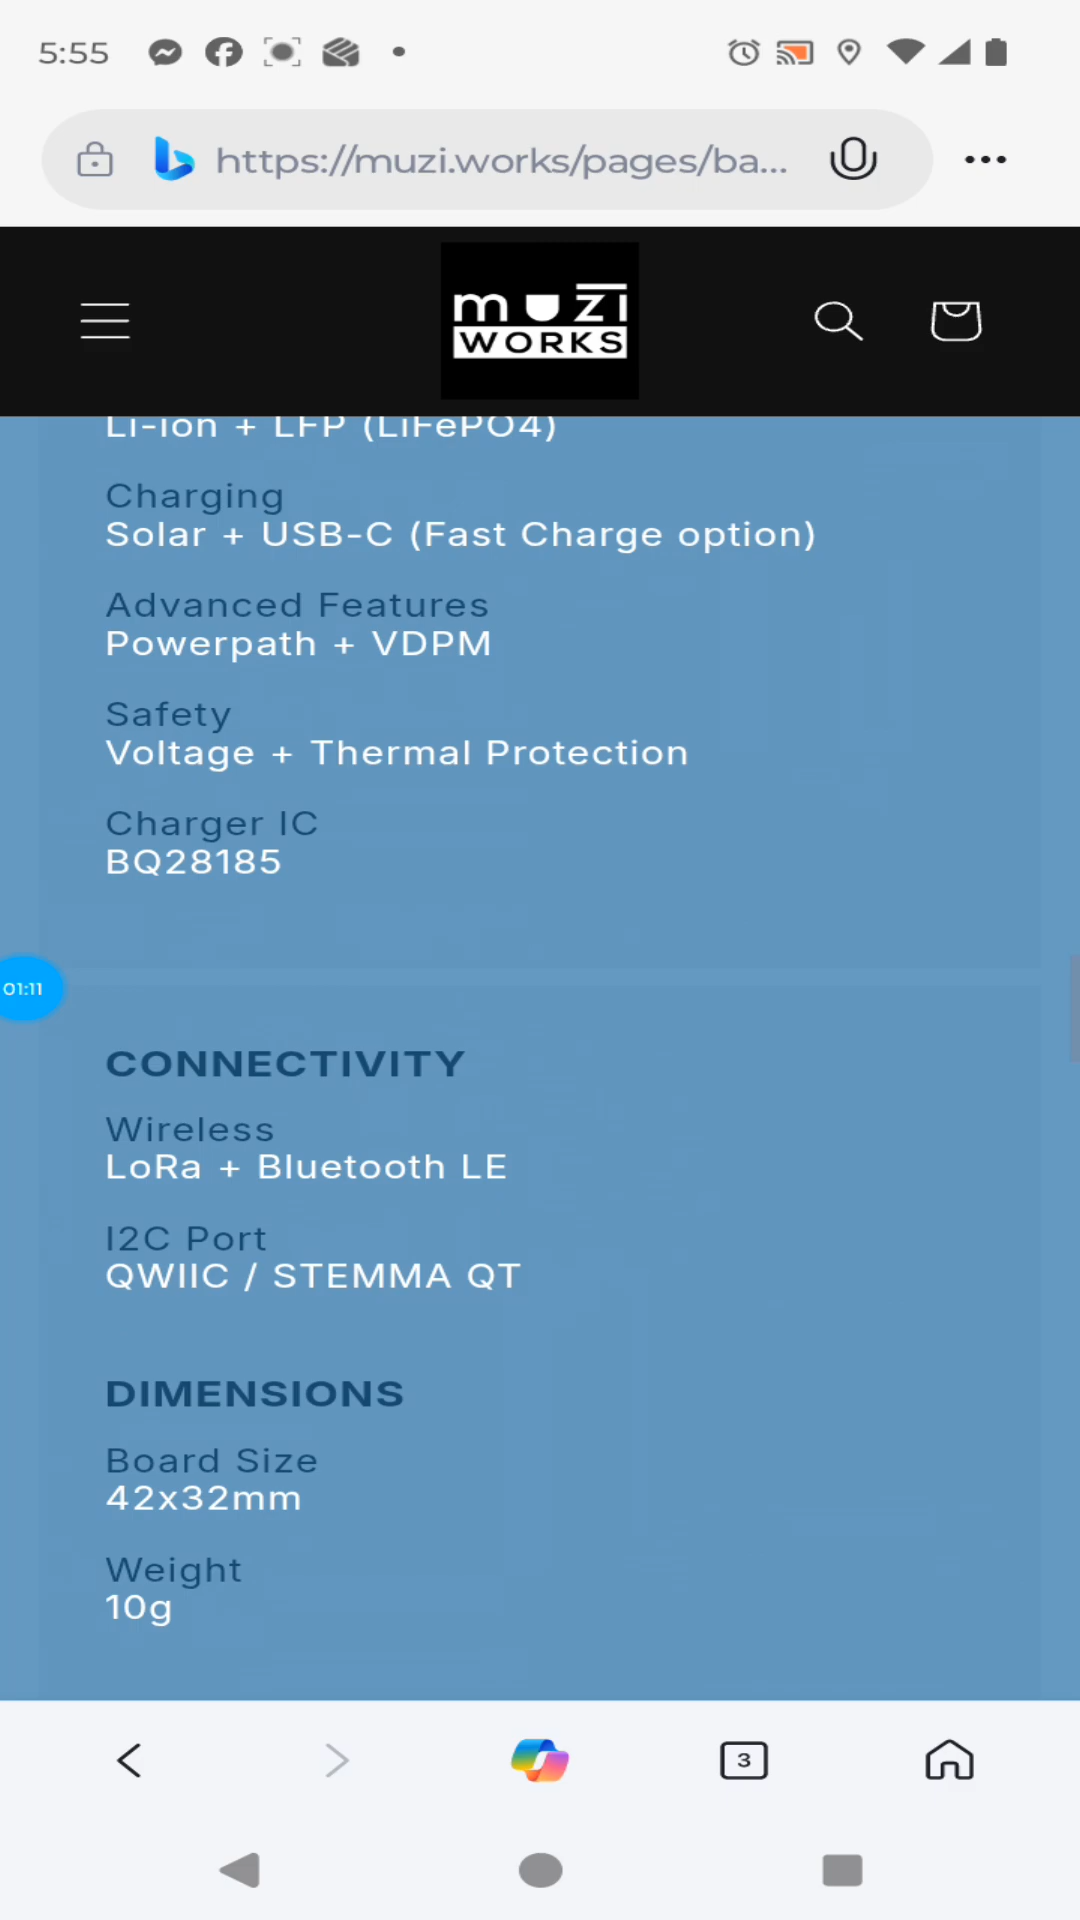 5:55
https://muzi.works/pages/ba...
muzi
WORKS
Li-ion + LFP (LiFePO4)
Charging
Solar + USB-C (Fast Charge option)
Advanced Features
Powerpath + VDPM
Safety
Voltage + Thermal Protection
Charger IC
BQ28185
01:11
CONNECTIVITY
Wireless
LoRa + Bluetooth LE
I2C Port
QWIIC / STEMMA QT
DIMENSIONS
Board Size
42x32mm
Weight
10g
3